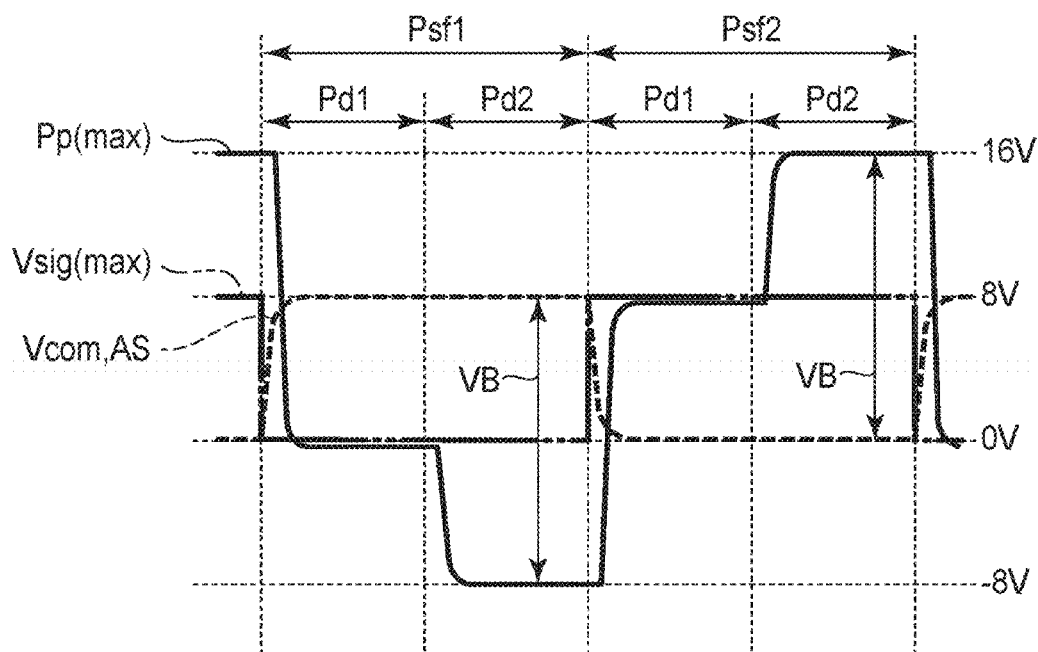 Psf1 Psf2
Pd1 Pd2 Pd1 Pd2
Pp(max) 16V
Vsig(max) 8V
Vcom,AS
VB VB
0V
-8V